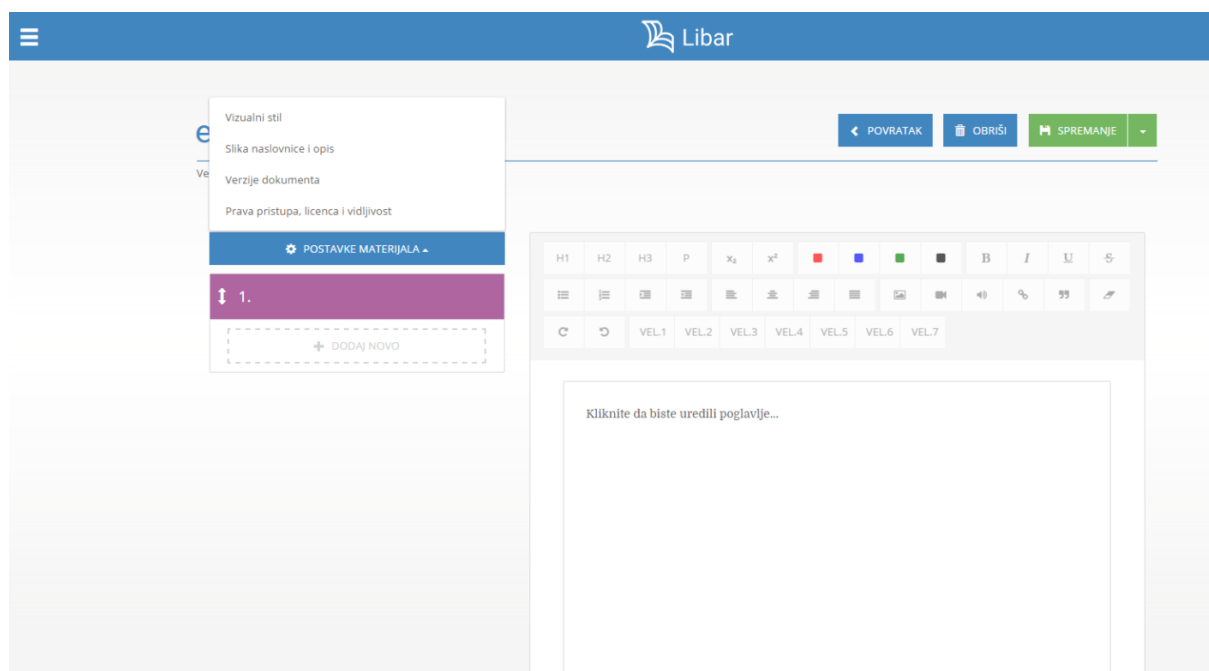 Libar
Vizualni stil
Slika naslovnice i opis
Verzije dokumenta
Prava pristupa, licenca i vidljivost
POVRATAK OBRIŠI SPREMANJE
POSTAVKE MATERIJALA
1.
DODAJ NOVO
H1 H2 H3 P x₂ x² B I U S
VEL.1 VEL.2 VEL.3 VEL.4 VEL.5 VEL.6 VEL.7
Kliknite da biste uredili poglavlje...